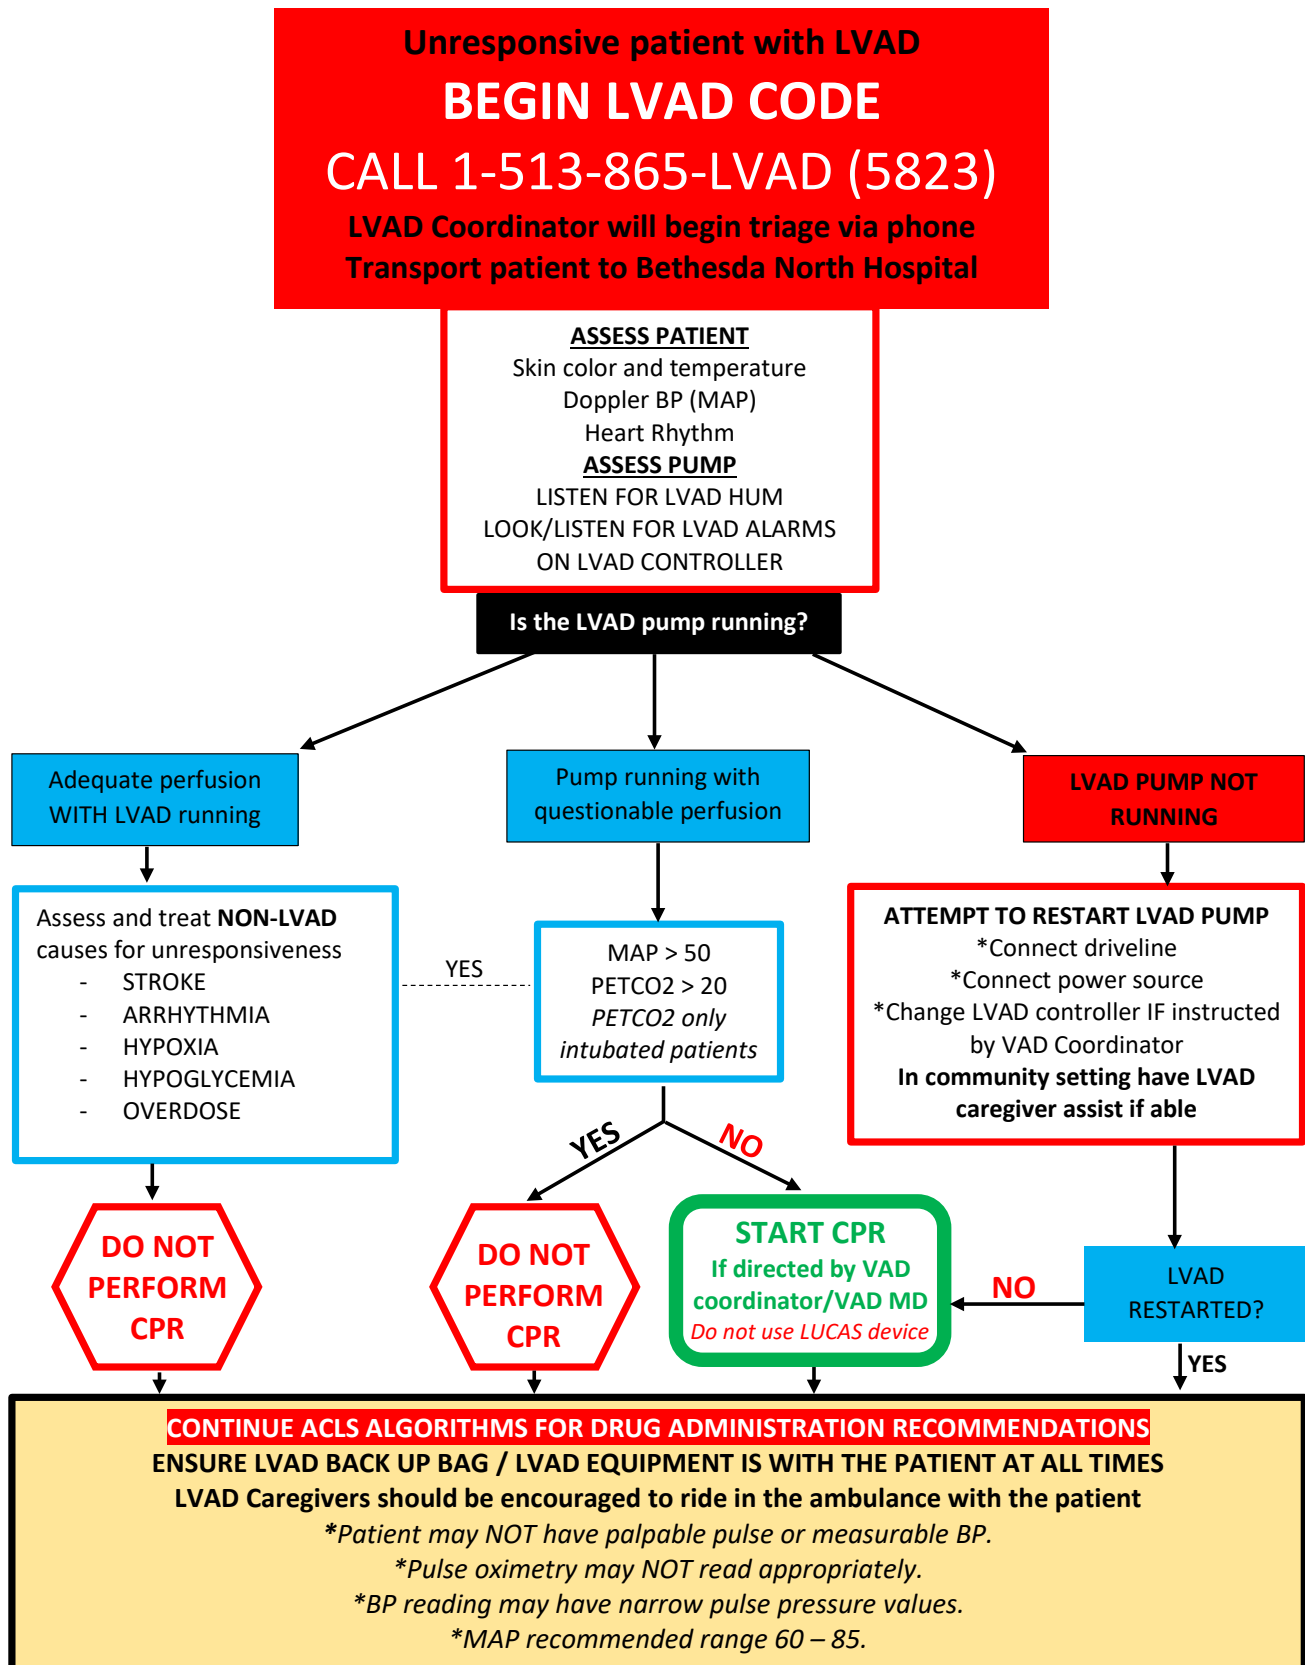 Unresponsive patient with LVAD
BEGIN LVAD CODE
CALL 1-513-865-LVAD (5823)
LVAD Coordinator will begin triage via phone
Transport patient to Bethesda North Hospital
ASSESS PATIENT
Skin color and temperature
Doppler BP (MAP)
Heart Rhythm
ASSESS PUMP
LISTEN FOR LVAD HUM
LOOK/LISTEN FOR LVAD ALARMS
ON LVAD CONTROLLER
Is the LVAD pump running?
Adequate perfusion
WITH LVAD running
Pump running with
questionable perfusion
LVAD PUMP NOT
RUNNING
Assess and treat NON-LVAD
causes for unresponsiveness
- STROKE
- ARRHYTHMIA
- HYPOXIA
- HYPOGLYCEMIA
- OVERDOSE
YES
MAP > 50
PETCO2 > 20
PETCO2 only
intubated patients
ATTEMPT TO RESTART LVAD PUMP
*Connect driveline
*Connect power source
*Change LVAD controller IF instructed
by VAD Coordinator
In community setting have LVAD
caregiver assist if able
YES
NO
DO NOT
PERFORM
CPR
DO NOT
PERFORM
CPR
START CPR
If directed by VAD
coordinator/VAD MD
Do not use LUCAS device
NO
LVAD
RESTARTED?
YES
CONTINUE ACLS ALGORITHMS FOR DRUG ADMINISTRATION RECOMMENDATIONS
ENSURE LVAD BACK UP BAG / LVAD EQUIPMENT IS WITH THE PATIENT AT ALL TIMES
LVAD Caregivers should be encouraged to ride in the ambulance with the patient
*Patient may NOT have palpable pulse or measurable BP.
*Pulse oximetry may NOT read appropriately.
*BP reading may have narrow pulse pressure values.
*MAP recommended range 60 – 85.